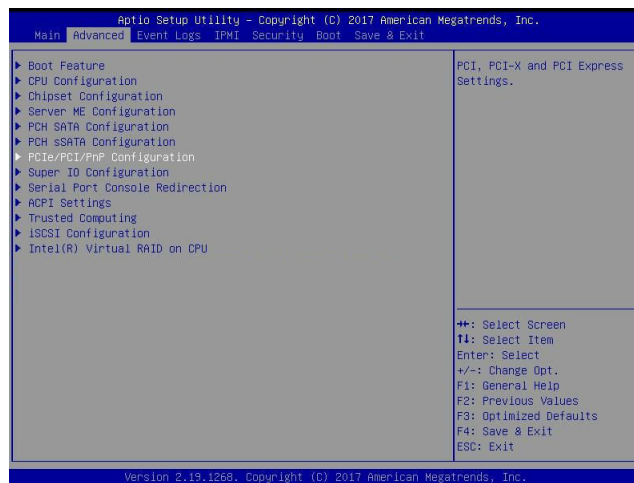 Aptio Setup Utility – Copyright (C) 2017 American Megatrends, Inc.
Main Advanced Event Logs IPMI Security Boot Save & Exit
▶ Boot Feature
▶ CPU Configuration
▶ Chipset Configuration
▶ Server ME Configuration
▶ PCH SATA Configuration
▶ PCH sSATA Configuration
▶ PCIe/PCI/PnP Configuration
▶ Super IO Configuration
▶ Serial Port Console Redirection
▶ ACPI Settings
▶ Trusted Computing
▶ iSCSI Configuration
▶ Intel(R) Virtual RAID on CPU
PCI, PCI-X and PCI Express
Settings.
→←: Select Screen
↑↓: Select Item
Enter: Select
+/-: Change Opt.
F1: General Help
F2: Previous Values
F3: Optimized Defaults
F4: Save & Exit
ESC: Exit
Version 2.19.1268. Copyright (C) 2017 American Megatrends, Inc.